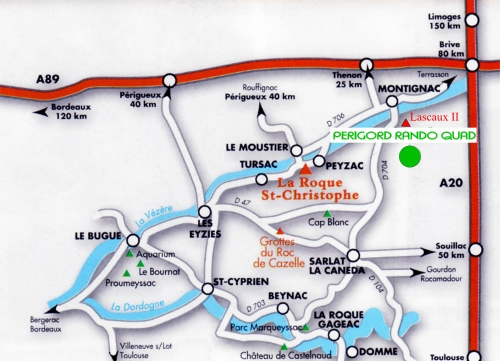 Limoges
150 km
Brive
80 km
A89
Périgueux
40 km
Rouffignac
Périgueux 40 km
Thenon
25 km
Terrasson
MONTIGNAC
Bordeaux
120 km
D 706
Lascaux II
PERIGORD RANDO QUAD
LE MOUSTIER
TURSAC
PEYZAC
D 704
La Roque
St-Christophe
A20
La Vézère
D 47
LES
EYZIES
Cap Blanc
LE BUGUE
Aquarium
Le Bournat
Proumeyssac
Grottes
du Roc
de Cazelle
SARLAT
LA CANEDA
Souillac
50 km
Gourdon
Rocamadour
D 704
ST-CYPRIEN
La Dordogne
D 703
BEYNAC
Bergerac
Bordeaux
Parc Marqueyssac
LA ROQUE
GAGEAC
Villeneuve s/Lot
Toulouse
Château de Castelnaud
DOMME
Toulouse